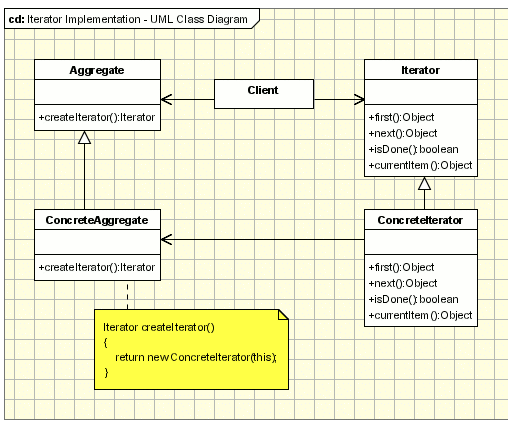 cd: Iterator Implementation - UML Class Diagram
Aggregate
+createIterator():Iterator
Client
Iterator
+first():Object
+next():Object
+isDone():boolean
+currentItem():Object
ConcreteAggregate
+createIterator():Iterator
ConcreteIterator
+first():Object
+next():Object
+isDone():boolean
+currentItem():Object
Iterator createIterator()
{
return new ConcreteIterator(this);
}